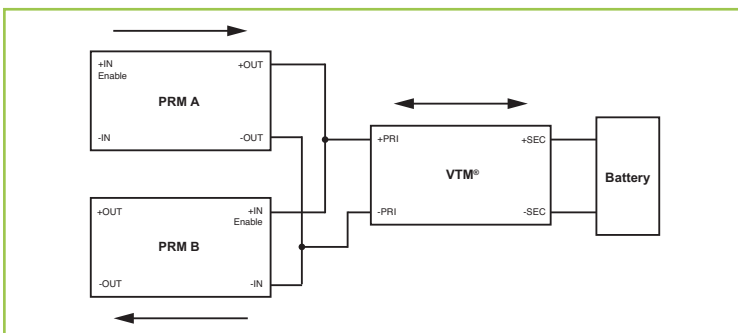 +IN +OUT
Enable
PRM A
-IN -OUT
+PRI +SEC
VTM®
-PRI -SEC
Battery
+OUT +IN
Enable
PRM B
-OUT -IN